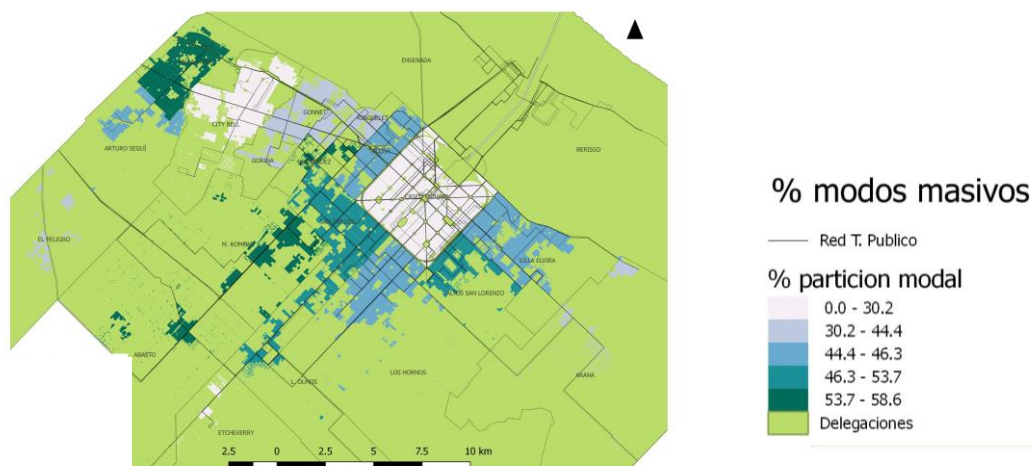 ENSENADA
CITY BELL
GONNET
RINGUELET
ARTURO SEGUÍ
GORINA
BERISSO
EL PELIGRO
M. ROMERO
VILLA ELVIRA
ALTOS SAN LORENZO
ABASTO
LOS HORNOS
ARANA
L. OLMOS
ETCHEVERRY
2.5 0 2.5 5 7.5 10 km
% modos masivos
Red T. Publico
% particion modal
0.0 - 30.2
30.2 - 44.4
44.4 - 46.3
46.3 - 53.7
53.7 - 58.6
Delegaciones